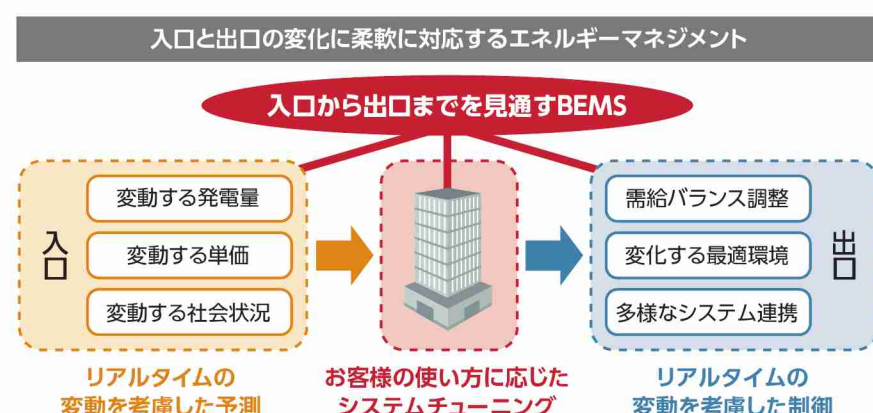 入口と出口の変化に柔軟に対応するエネルギーマネジメント
入口から出口までを見通すBEMS
入口
変動する発電量
変動する単価
変動する社会状況
需給バランス調整
変化する最適環境
多様なシステム連携
出口
リアルタイムの
変動を考慮した予測
お客様の使い方に応じた
システムチューニング
リアルタイムの
変動を考慮した制御